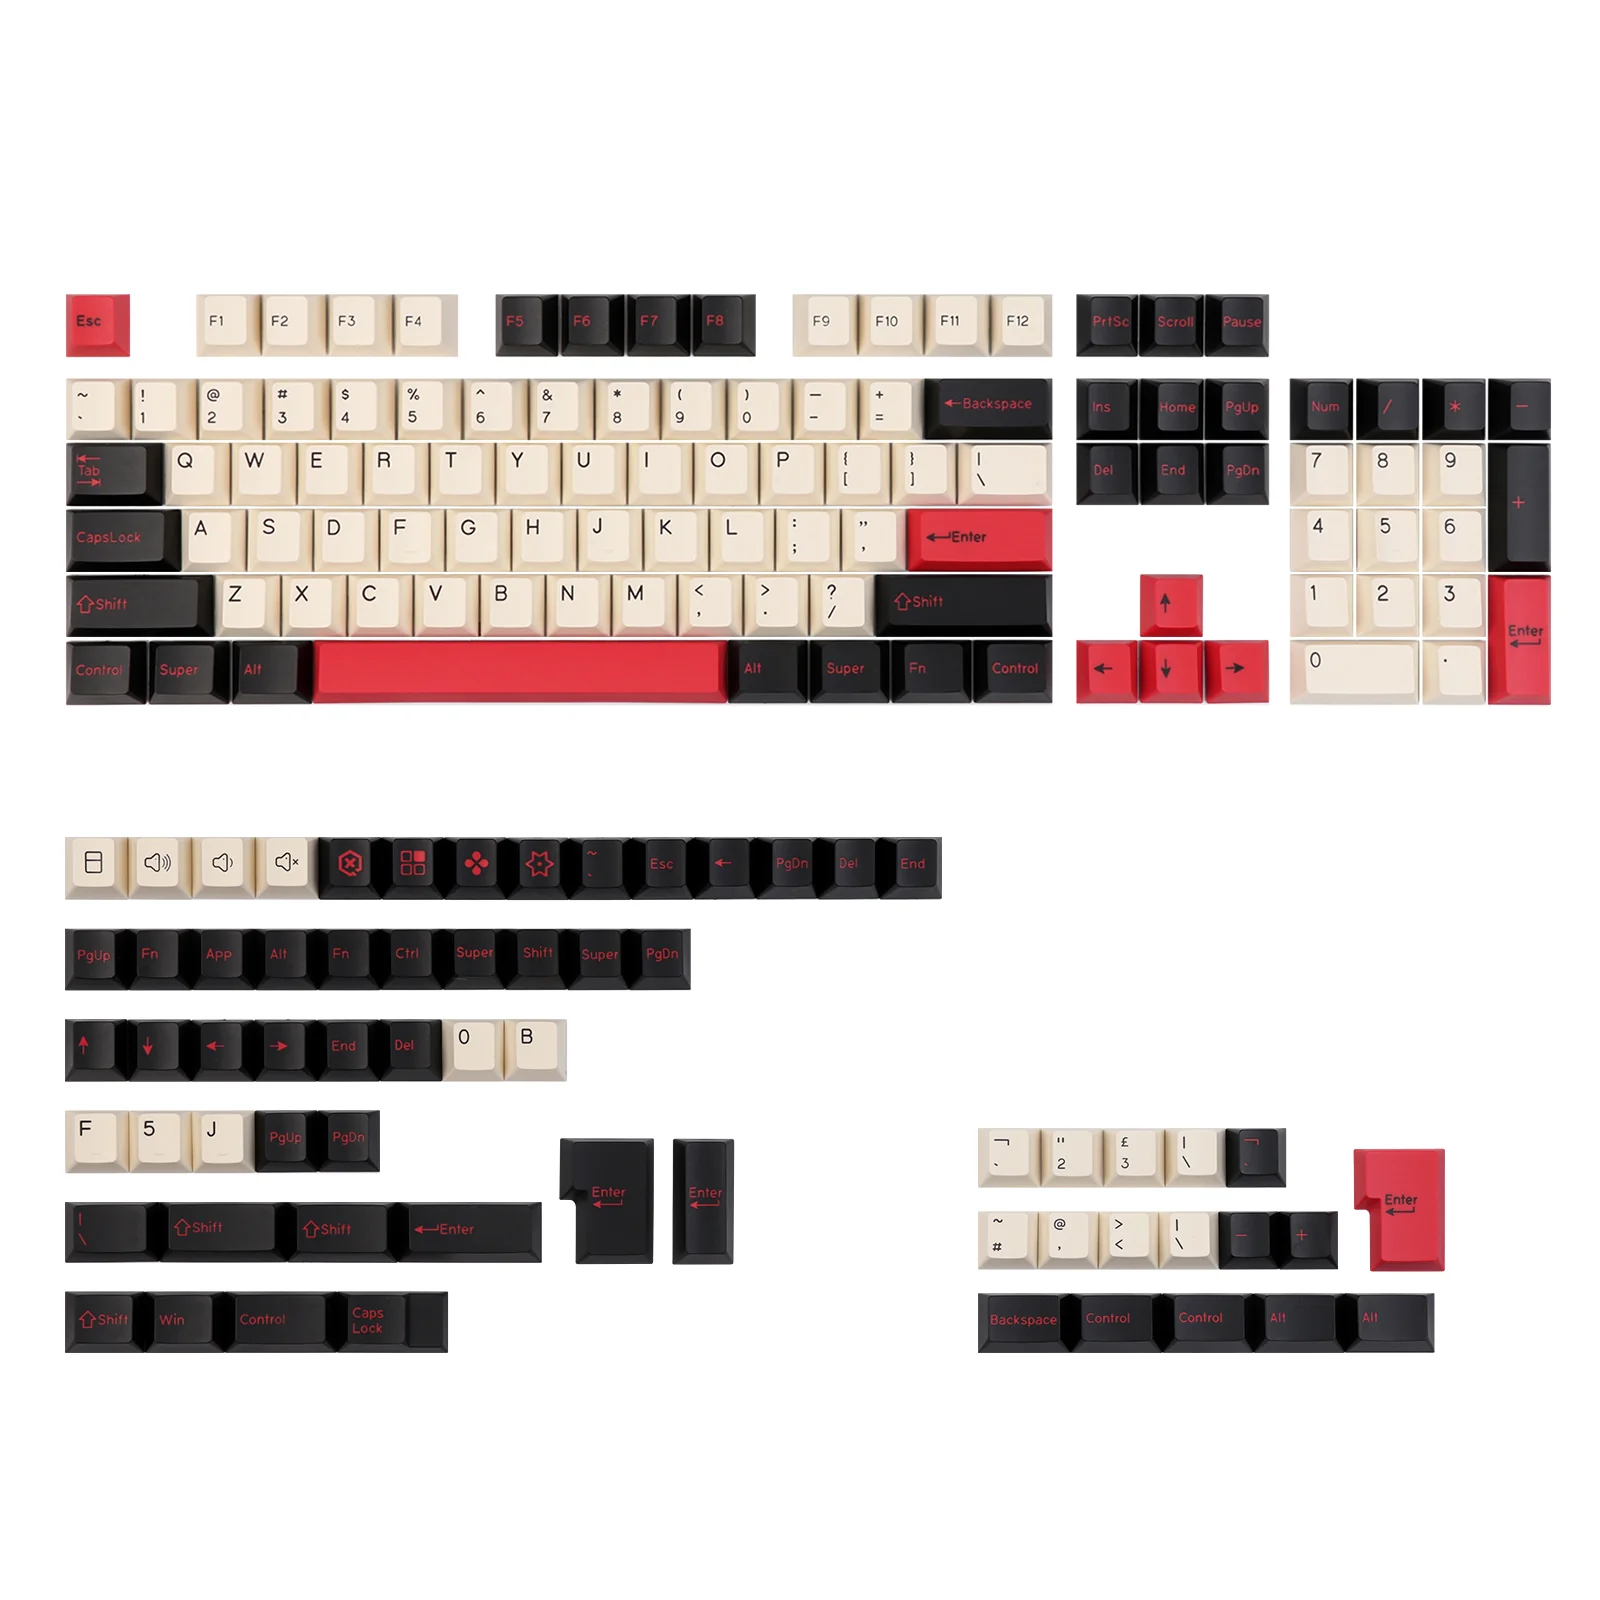 Esc F1 F2 F3 F4 F5 F6 F7 F8 F9 F10 F11 F12 PrtSc Scroll Pause
~ ! @ # $ % ^ & * ( ) — +
` 1 2 3 4 5 6 7 8 9 0 - = ←Backspace Ins Home PgUp Num / * —
Tab Q W E R T Y U I O P { } | Del End PgDn 7 8 9 +
[ ] \
CapsLock A S D F G H J K L : " ←Enter 4 5 6
; '
⇧Shift Z X C V B N M < > ? ⇧Shift ↑ 1 2 3 Enter
, . /
Control Super Alt Alt Super Fn Control ← ↓ → 0 .
~
` Esc ← PgDn Del End
PgUp Fn App Alt Fn Ctrl Super Shift Super PgDn
↑ ↓ ← → End Del 0 B
F 5 J PgUp PgDn
|
\ ⇧Shift ⇧Shift ←Enter
Enter Enter
⇧Shift Win Control Caps
Lock
¬ " £ | ¬
` 2 3 \ `
~ @ > | — +
# ' < \
Enter
Backspace Control Control Alt Alt